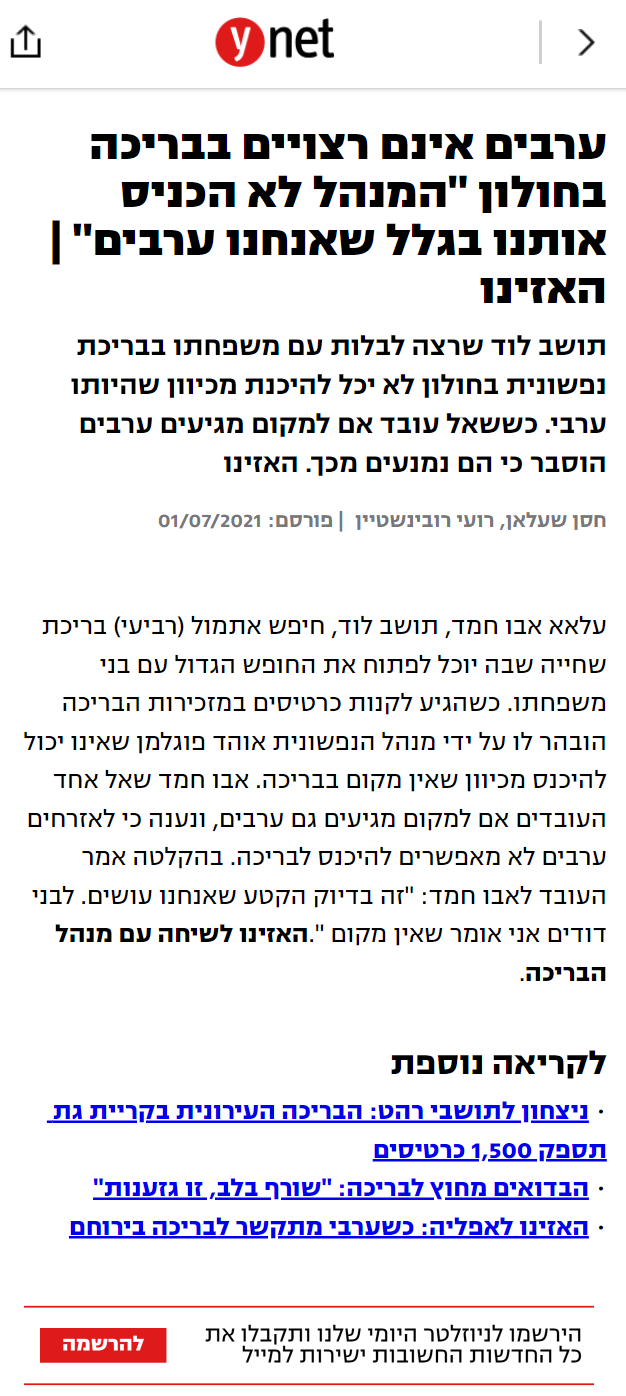 ynet
ערבים אינם רצויים בבריכה
בחולון "המנהל לא הכניס
אותנו בגלל שאנחנו ערבים" |
האזינו
תושב לוד שרצה לבלות עם משפחתו בבריכת
נפשונית בחולון לא יכל להיכנת מכיוון שהיותו
ערבי. כששאל עובד אם למקום מגיעים ערבים
הוסבר כי הם נמנעים מכך. האזינו
חסן שעלאן, רועי רובינשטיין | פורסם: 01/07/2021
עלאא אבו חמד, תושב לוד, חיפש אתמול (רביעי) בריכת
שחייה שבה יוכל לפתוח את החופש הגדול עם בני
משפחתו. כשהגיע לקנות כרטיסים במזכירות הבריכה
הובהר לו על ידי מנהל הנפשונית אוהד פוגלמן שאינו יכול
להיכנס מכיוון שאין מקום בבריכה. אבו חמד שאל אחד
העובדים אם למקום מגיעים גם ערבים, ונענה כי לאזרחים
ערבים לא מאפשרים להיכנס לבריכה. בהקלטה אמר
העובד לאבו חמד: "זה בדיוק הקטע שאנחנו עושים. לבני
דודים אני אומר שאין מקום ".האזינו לשיחה עם מנהל
הבריכה.
לקריאה נוספת
· ניצחון לתושבי רהט: הבריכה העירונית בקריית גת
תספק 1,500 כרטיסים
· הבדואים מחוץ לבריכה: "שורף בלב, זו גזענות"
· האזינו לאפליה: כשערבי מתקשר לבריכה בירוחם
הירשמו לניוזלטר היומי שלנו ותקבלו את
כל החדשות החשובות ישירות למייל
להרשמה